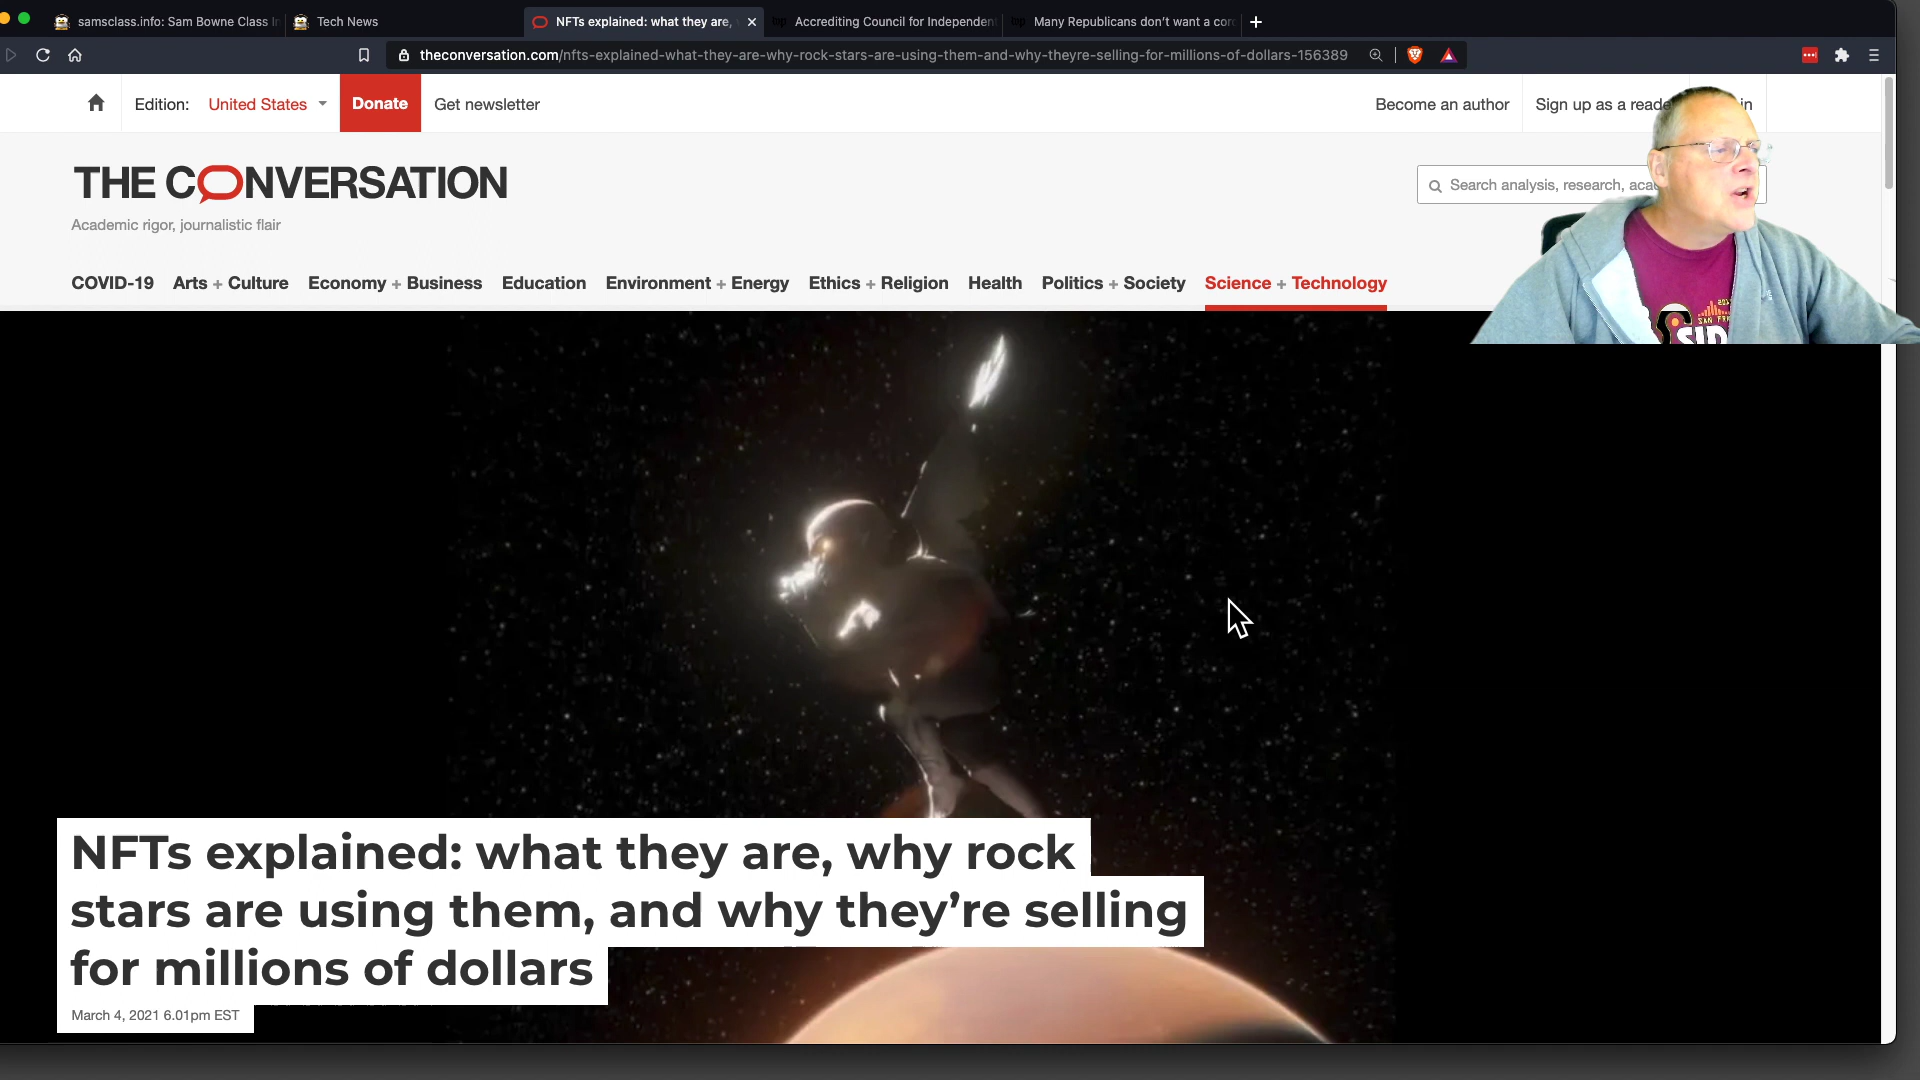 samsclass.info: Sam Bowne Class In
Tech News
NFTs explained: what they are,
Accrediting Council for Independent
Many Republicans don't want a cor
theconversation.com/nfts-explained-what-they-are-why-rock-stars-are-using-them-and-why-theyre-selling-for-millions-of-dollars-156389
Edition: United States
Donate
Get newsletter
Become an author
Sign up as a reade
in
THE CONVERSATION
Academic rigor, journalistic flair
Search analysis, research, aca
COVID-19 Arts + Culture Economy + Business Education Environment + Energy Ethics + Religion Health Politics + Society Science + Technology
NFTs explained: what they are, why rock
stars are using them, and why they’re selling
for millions of dollars
March 4, 2021 6.01pm EST